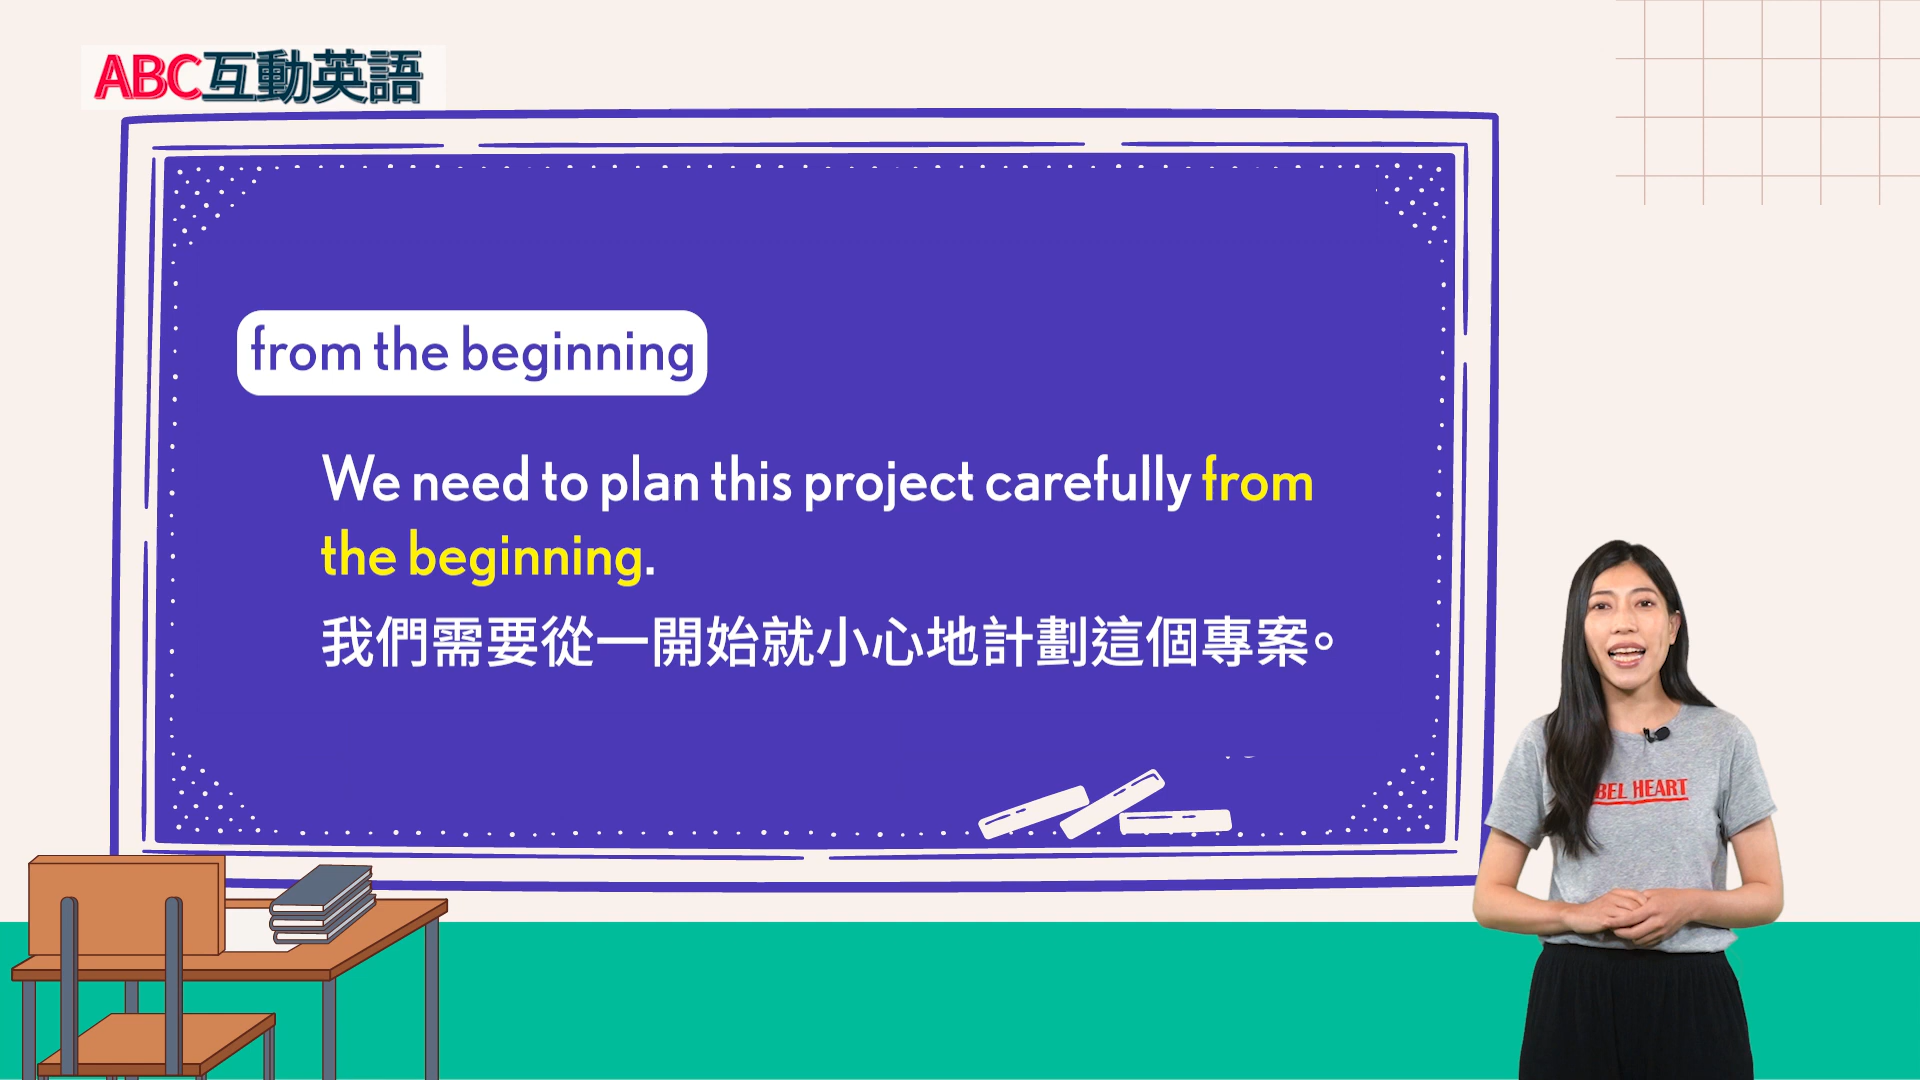 ABC互動英語
from the beginning
We need to plan this project carefully from
the beginning.
我們需要從一開始就小心地計劃這個專案。
BEL HEART